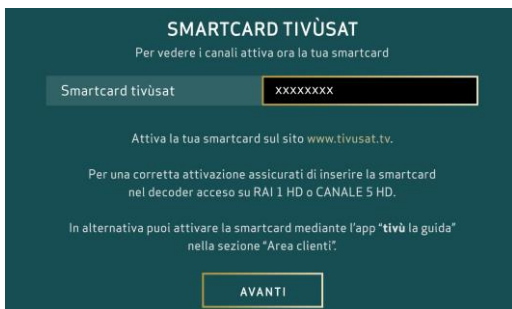 SMARTCARD TIVÙSAT
Per vedere i canali attiva ora la tua smartcard
Smartcard tivùsat xxxxxxxx
Attiva la tua smartcard sul sito www.tivusat.tv.
Per una corretta attivazione assicurati di inserire la smartcard
nel decoder acceso su RAI 1 HD o CANALE 5 HD.
In alternativa puoi attivare la smartcard mediante l'app "tivù la guida"
nella sezione "Area clienti".
AVANTI